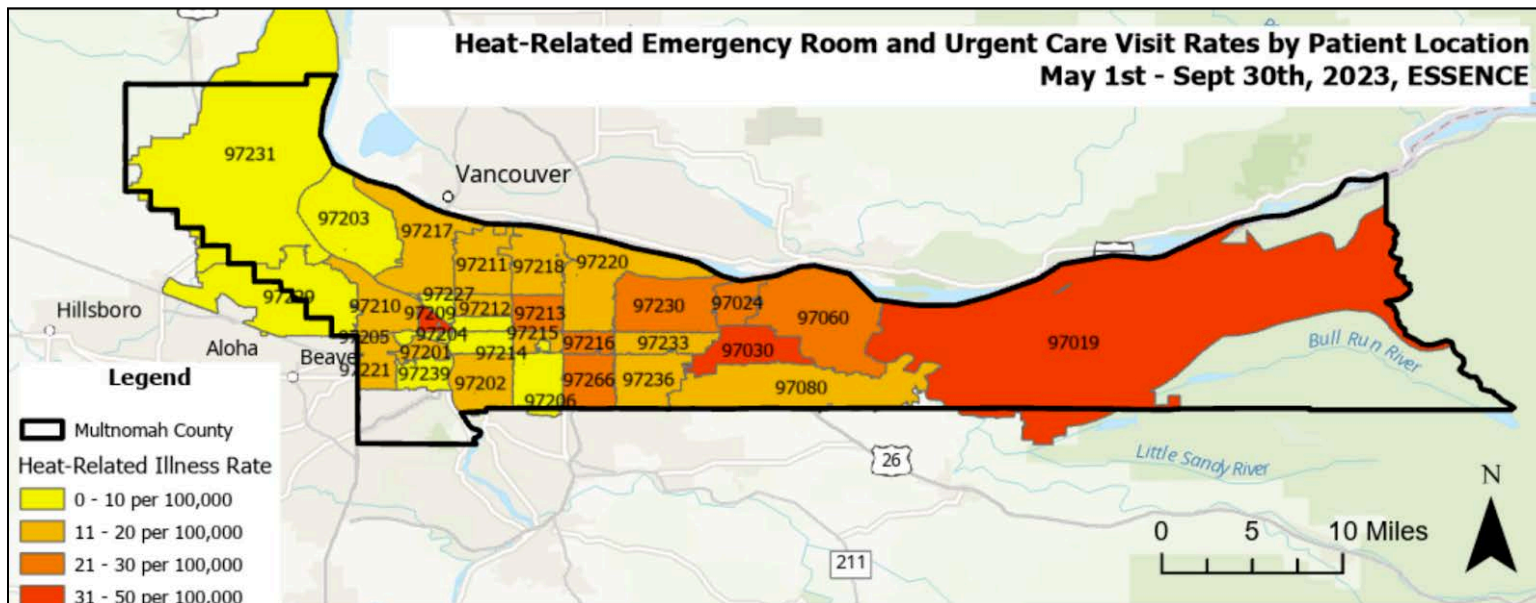 Heat-Related Emergency Room and Urgent Care Visit Rates by Patient Location
May 1st - Sept 30th, 2023, ESSENCE
97231
Vancouver
97203
97217
97211
97218
97220
97229
97210
97227
97212
97213
97230
97024
97060
Hillsboro
97209
97205
97204
97215
97216
97233
97019
Aloha
Beave
97201
97214
97030
Bull Run River
97221
97239
97202
97266
97236
97080
97206
Legend
Multnomah County
Heat-Related Illness Rate
0 - 10 per 100,000
11 - 20 per 100,000
21 - 30 per 100,000
31 - 50 per 100,000
26
Little Sandy River
211
N
0 5 10 Miles